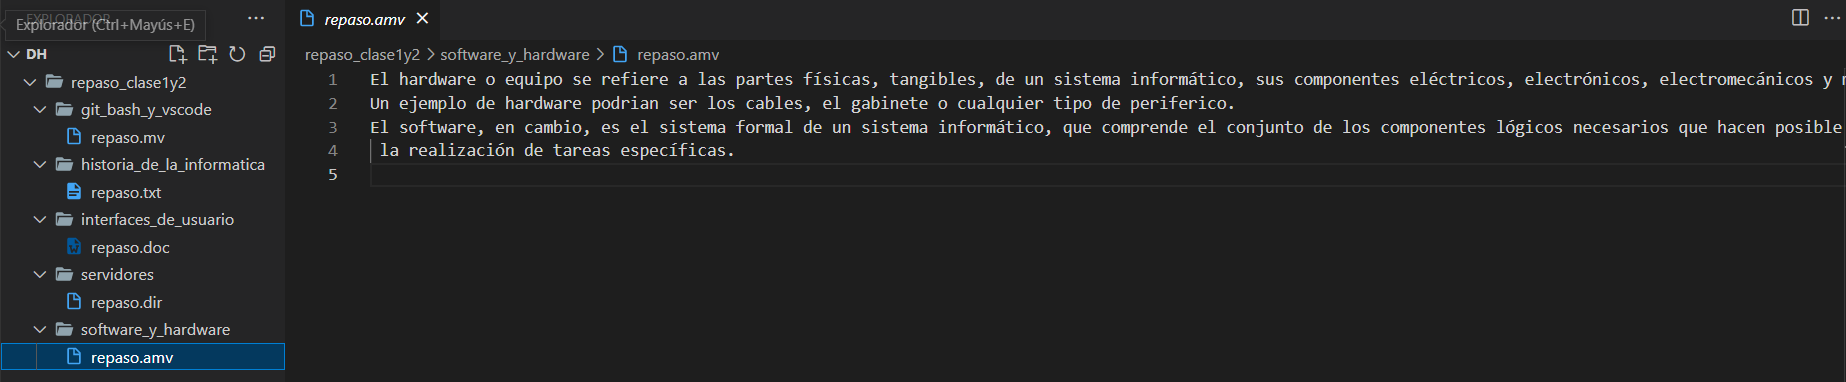 EXPLORADOR
Explorador (Ctrl+Mayús+E)
DH
repaso_clase1y2
git_bash_y_vscode
repaso.mv
historia_de_la_informatica
repaso.txt
interfaces_de_usuario
repaso.doc
servidores
repaso.dir
software_y_hardware
repaso.amv
repaso.amv
repaso_clase1y2 > software_y_hardware > repaso.amv
1 El hardware o equipo se refiere a las partes físicas, tangibles, de un sistema informático, sus componentes eléctricos, electrónicos, electromecánicos y
2 Un ejemplo de hardware podrian ser los cables, el gabinete o cualquier tipo de periferico.
3 El software, en cambio, es el sistema formal de un sistema informático, que comprende el conjunto de los componentes lógicos necesarios que hacen posible
4 la realización de tareas específicas.
5